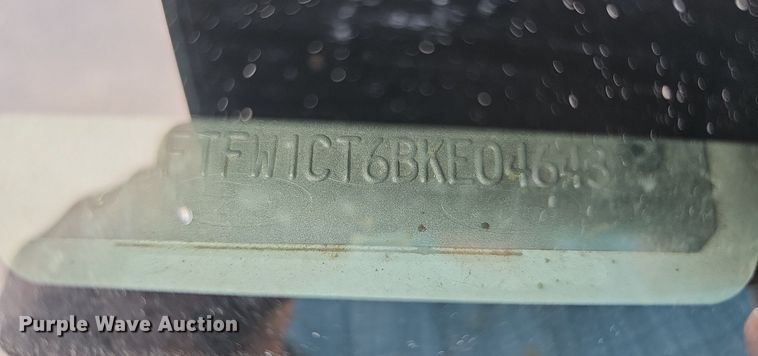 FTFW1CT6BKE04643
Purple Wave Auction